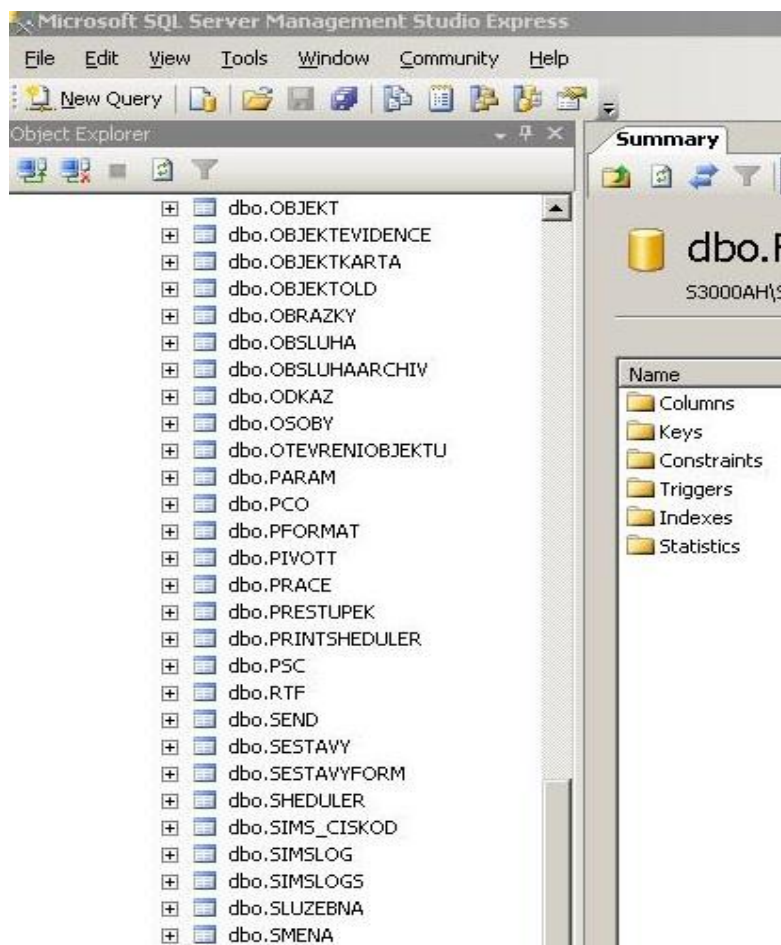 Microsoft SQL Server Management Studio Express
File Edit View Tools Window Community Help
New Query
Object Explorer
Summary
dbo.OBJEKT
dbo.OBJEKTEVIDENCE
dbo.OBJEKTKARTA
dbo.OBJEKTOLD
dbo.OBRAZKY
dbo.OBSLUHA
dbo.OBSLUHAARCHIV
dbo.ODKAZ
dbo.OSOBY
dbo.OTEVRENIOBJEKTU
dbo.PARAM
dbo.PCO
dbo.PFORMAT
dbo.PIVOTT
dbo.PRACE
dbo.PRESTUPEK
dbo.PRINTSHEDULER
dbo.PSC
dbo.RTF
dbo.SEND
dbo.SESTAVY
dbo.SESTAVYFORM
dbo.SHEDULER
dbo.SIMS_CISKOD
dbo.SIMSLOG
dbo.SIMSLOGS
dbo.SLUZEBNA
dbo.SMENA
S3000AH\
Name
Columns
Keys
Constraints
Triggers
Indexes
Statistics